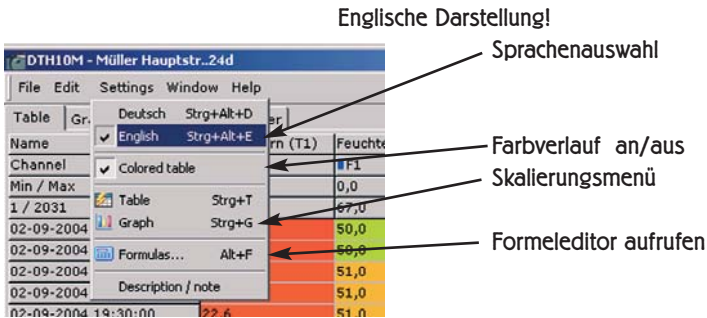 Englische Darstellung!
DTH10M - Müller Hauptstr..24d
Sprachenauswahl
File Edit Settings Window Help
Table Gr
Deutsch Strg+Alt+D
er
English Strg+Alt+E
Name
rn (T1) Feuchte
Channel
Colored table
F1
Farbverlauf an/aus
Min / Max
0,0
Skalierungsmenü
1 / 2031
Table Strg+T
67,0
02-09-2004
Graph Strg+G
50,0
02-09-2004
50,0
Formeleditor aufrufen
02-09-2004
Formulas... Alt+F
51,0
02-09-2004
Description / note
51,0
02-09-2004 19:30:00 22,6 51,0